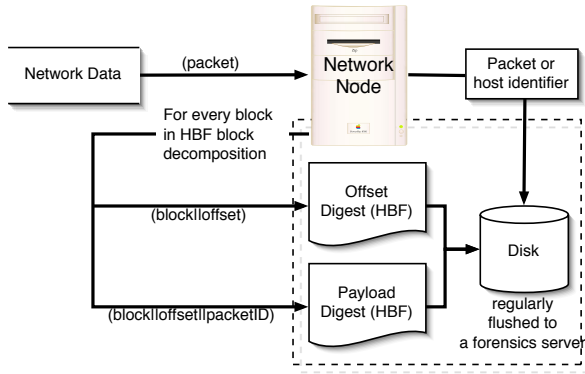 Network Data
(packet)
Network
Node
Packet or
host identifier
For every block
in HBF block
decomposition
(block||offset)
Offset
Digest (HBF)
Disk
(block||offset||packetID)
Payload
Digest (HBF)
regularly
flushed to
a forensics server